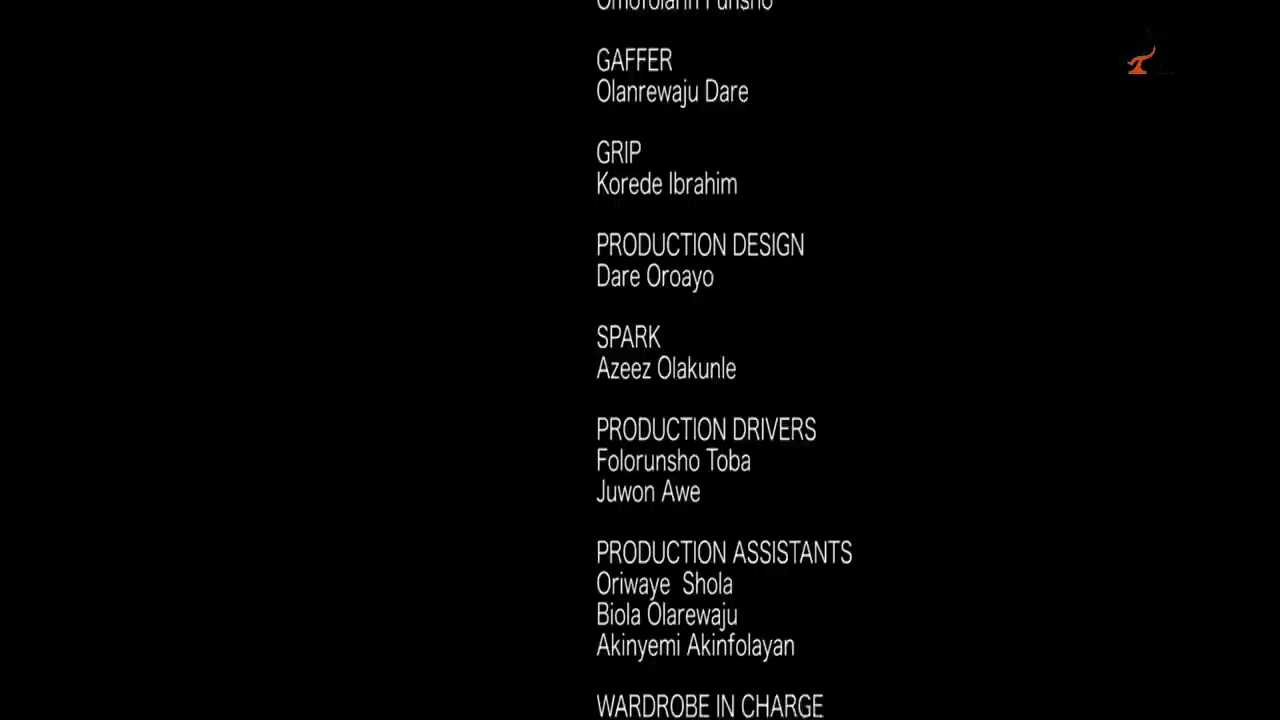 GAFFER
Olanrewaju Dare
GRIP
Korede Ibrahim
PRODUCTION DESIGN
Dare Oroayo
SPARK
Azeez Olakunle
PRODUCTION DRIVERS
Folorunsho Toba
Juwon Awe
PRODUCTION ASSISTANTS
Oriwaye  Shola
Biola Olarewaju
Akinyemi Akinfolayan
WARDROBE IN CHARGE